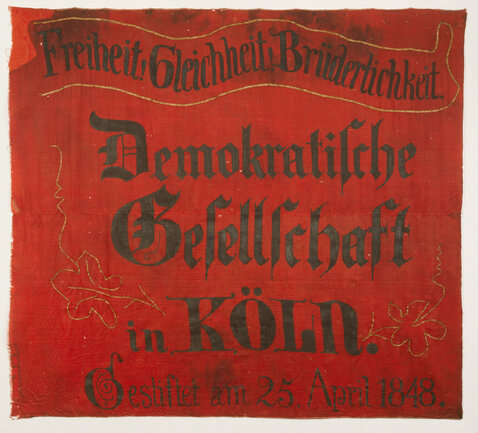 Freiheit, Gleichheit, Brüderlichkeit.
Demokratiſche
Geſellſchaft
in KÖLN.
Gestiftet am 25. April 1848.